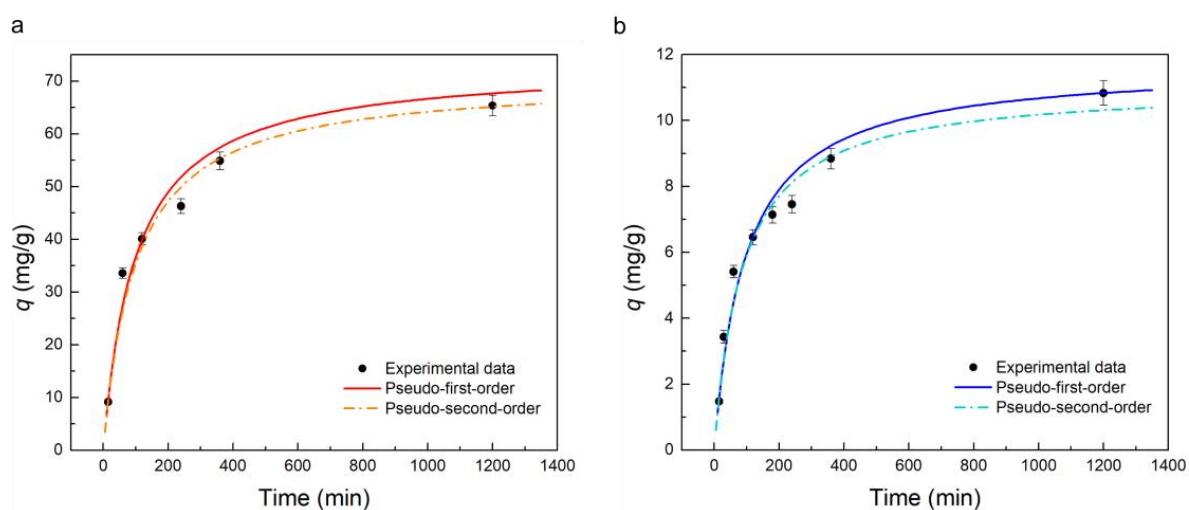 a
70
60
50
40
30
20
10
0
q (mg/g)
Experimental data
Pseudo-first-order
Pseudo-second-order
0 200 400 600 800 1000 1200 1400
Time (min)
b
12
10
8
6
4
2
0
q (mg/g)
Experimental data
Pseudo-first-order
Pseudo-second-order
0 200 400 600 800 1000 1200 1400
Time (min)